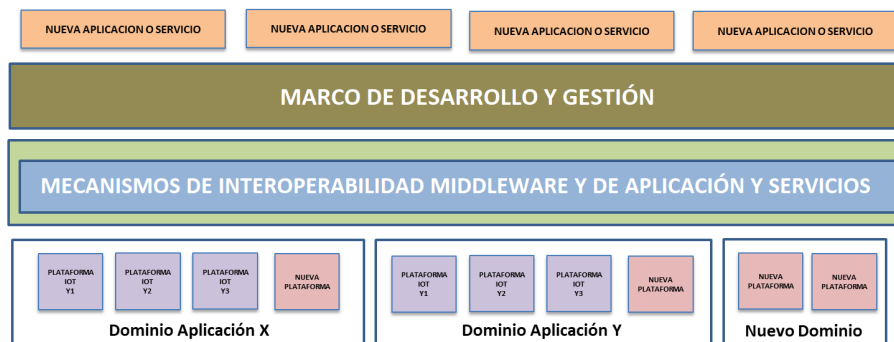 NUEVA APLICACION O SERVICIO
NUEVA APLICACION O SERVICIO
NUEVA APLICACION O SERVICIO
NUEVA APLICACION O SERVICIO
MARCO DE DESARROLLO Y GESTIÓN
MECANISMOS DE INTEROPERABILIDAD MIDDLEWARE Y DE APLICACIÓN Y SERVICIOS
PLATAFORMA
IOT
Y1
PLATAFORMA
IOT
Y2
PLATAFORMA
IOT
Y3
NUEVA
PLATAFORMA
Dominio Aplicación X
PLATAFORMA
IOT
Y1
PLATAFORMA
IOT
Y2
PLATAFORMA
IOT
Y3
NUEVA
PLATAFORMA
Dominio Aplicación Y
NUEVA
PLATAFORMA
NUEVA
PLATAFORMA
Nuevo Dominio